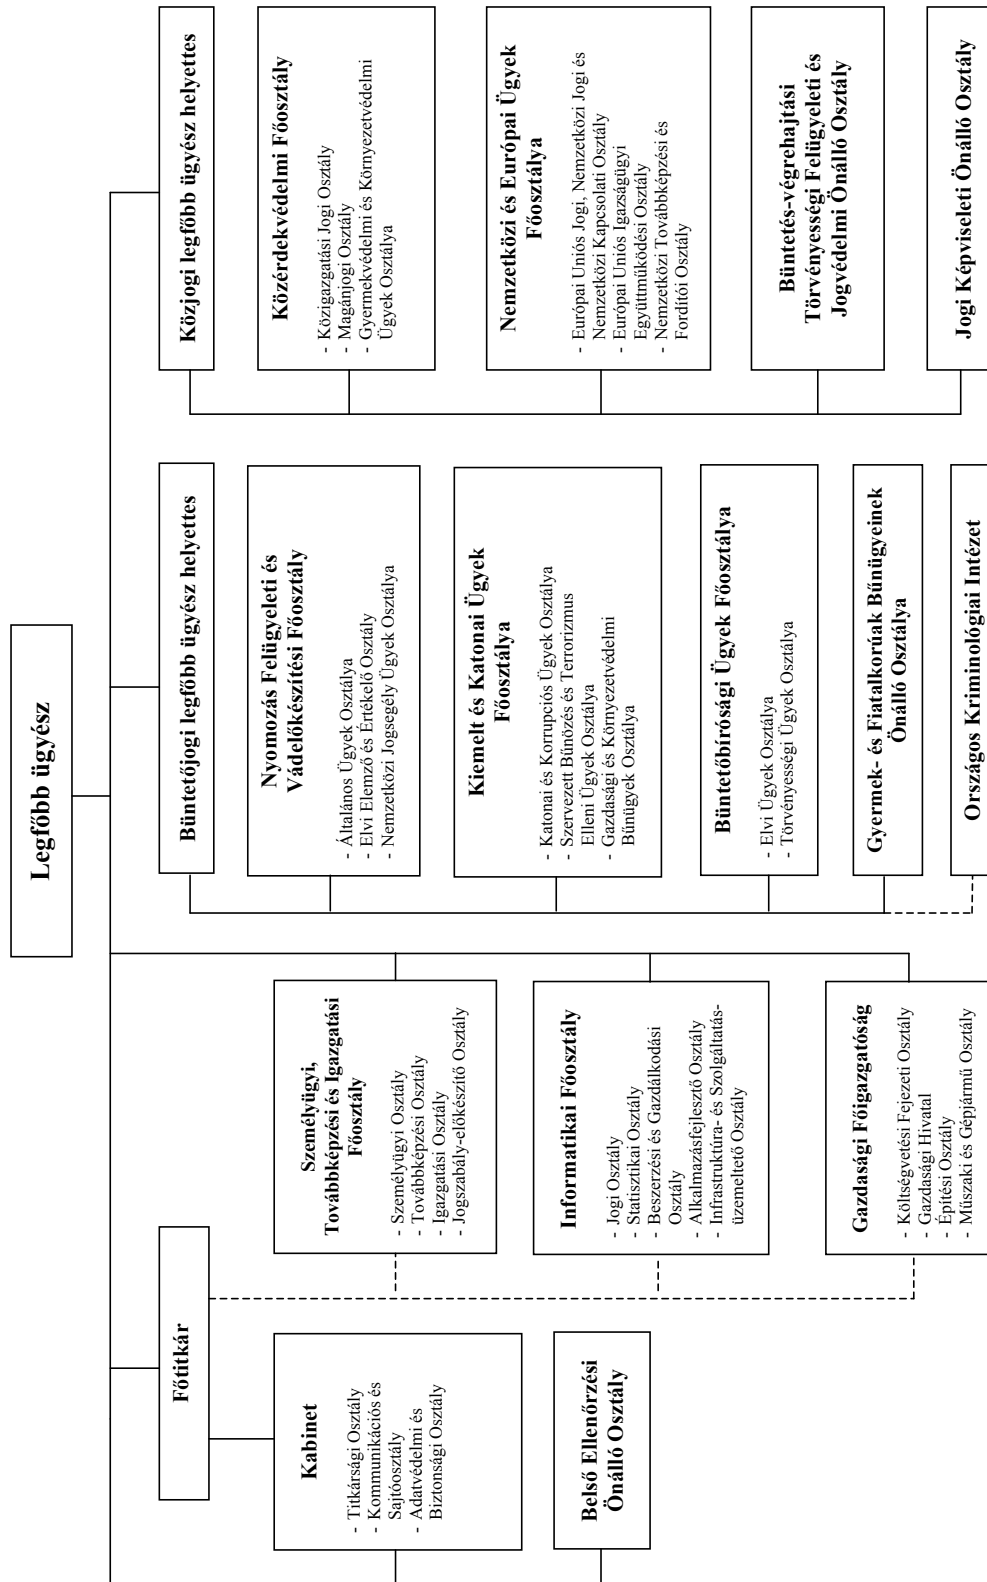 Legfőbb ügyész
Főtitkár
Kabinet
- Titkársági Osztály
- Kommunikációs és
Sajtóosztály
- Adatvédelmi és
Biztonsági Osztály
Belső Ellenőrzési
Önálló Osztály
Személyügyi,
Továbbképzési és Igazgatási
Főosztály
- Személyügyi Osztály
- Továbbképzési Osztály
- Igazgatási Osztály
- Jogszabály-előkészítő Osztály
Informatikai Főosztály
- Jogi Osztály
- Statisztikai Osztály
- Beszerzési és Gazdálkodási
Osztály
- Alkalmazásfejlesztő Osztály
- Infrastruktúra- és Szolgáltatás-
üzemeltető Osztály
Gazdasági Főigazgatóság
- Költségvetési Fejezeti Osztály
- Gazdasági Hivatal
- Építési Osztály
- Műszaki és Gépjármű Osztály
Büntetőjogi legfőbb ügyész helyettes
Nyomozás Felügyeleti és
Vádelőkészítési Főosztály
- Általános Ügyek Osztálya
- Elvi Elemző és Értékelő Osztály
- Nemzetközi Jogsegély Ügyek Osztálya
Kiemelt és Katonai Ügyek
Főosztálya
- Katonai és Korrupciós Ügyek Osztálya
- Szervezett Bűnözés és Terrorizmus
Elleni Ügyek Osztálya
- Gazdasági és Környezetvédelmi
Bűnügyek Osztálya
Büntetőbírósági Ügyek Főosztálya
- Elvi Ügyek Osztálya
- Törvényességi Ügyek Osztálya
Gyermek- és Fiatalkorúak Bűnügyeinek
Önálló Osztálya
Országos Kriminológiai Intézet
Közjogi legfőbb ügyész helyettes
Közérdekvédelmi Főosztály
- Közigazgatási Jogi Osztály
- Magánjogi Osztály
- Gyermekvédelmi és Környezetvédelmi
Ügyek Osztálya
Nemzetközi és Európai Ügyek
Főosztálya
- Európai Uniós Jogi, Nemzetközi Jogi és
Nemzetközi Kapcsolati Osztály
- Európai Uniós Igazságügyi
Együttműködési Osztály
- Nemzetközi Továbbképzési és
Fordítói Osztály
Büntetés-végrehajtási
Törvényességi Felügyeleti és
Jogvédelmi Önálló Osztály
Jogi Képviseleti Önálló Osztály